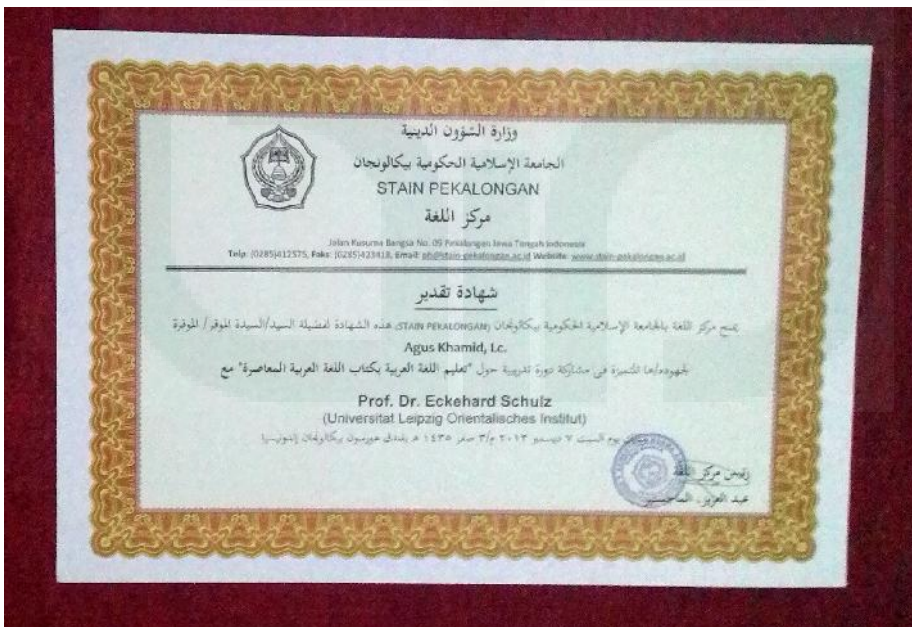 وزارة الشؤون الدينية
الجامعة الإسلامية الحكومية بيكالونجان
STAIN PEKALONGAN
مركز اللغة
Jalan Kusuma Bangsa No. 09 Pekalongan Jawa Tengah Indonesia
Telp: (0285)412575, Faks: (0285)423418, Email: pb@stain-pekalongan.ac.id Website: www.stain-pekalongan.ac.id
شهادة تقدير
يمنح مركز اللغة بالجامعة الإسلامية الحكومية بيكالونجان (STAIN PEKALONGAN) هذه الشهادة لفضيلة السيد/السيدة الموقر/ الموقرة
Agus Khamid, Lc.
لجهوده/ها المتميزة في مشاركة دورة تدريبية حول "تعليم اللغة العربية بكتاب اللغة العربية المعاصرة" مع
Prof. Dr. Eckehard Schulz
(Universitat Leipzig Orientalisches Institut)
يوم السبت ٧ ديسمبر ٢٠١٣ م/٣ صفر ١٤٣٥ ه بفندق هوريسون بيكالونجان إندونيسيا
رئيس مركز اللغة
عبد العزيز، الماجستير